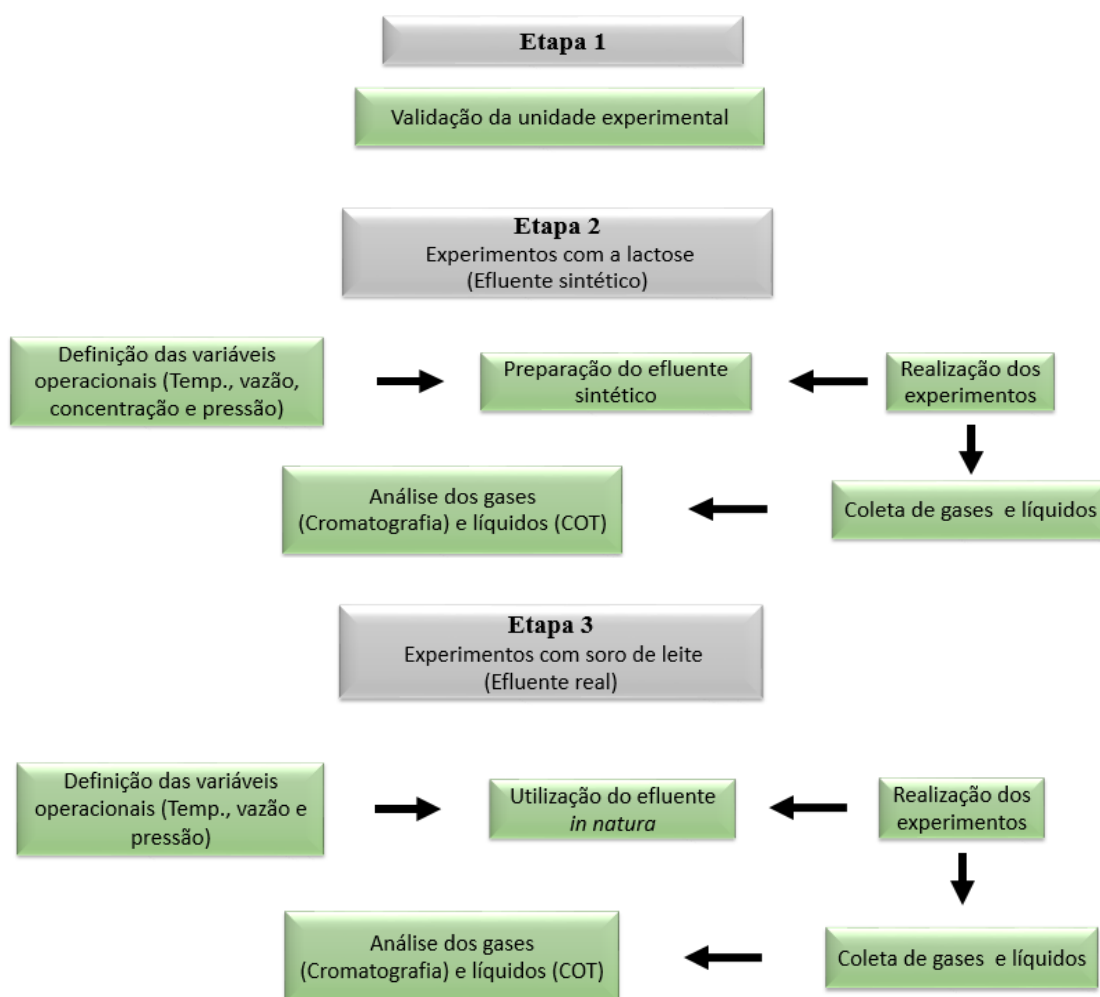 Etapa 1
Validação da unidade experimental
Etapa 2
Experimentos com a lactose
(Efluente sintético)
Definição das variáveis
operacionais (Temp., vazão,
concentração e pressão)
Preparação do efluente
sintético
Realização dos
experimentos
Análise dos gases
(Cromatografia) e líquidos (COT)
Coleta de gases e líquidos
Etapa 3
Experimentos com soro de leite
(Efluente real)
Definição das variáveis
operacionais (Temp., vazão e
pressão)
Utilização do efluente
in natura
Realização dos
experimentos
Análise dos gases
(Cromatografia) e líquidos (COT)
Coleta de gases e líquidos